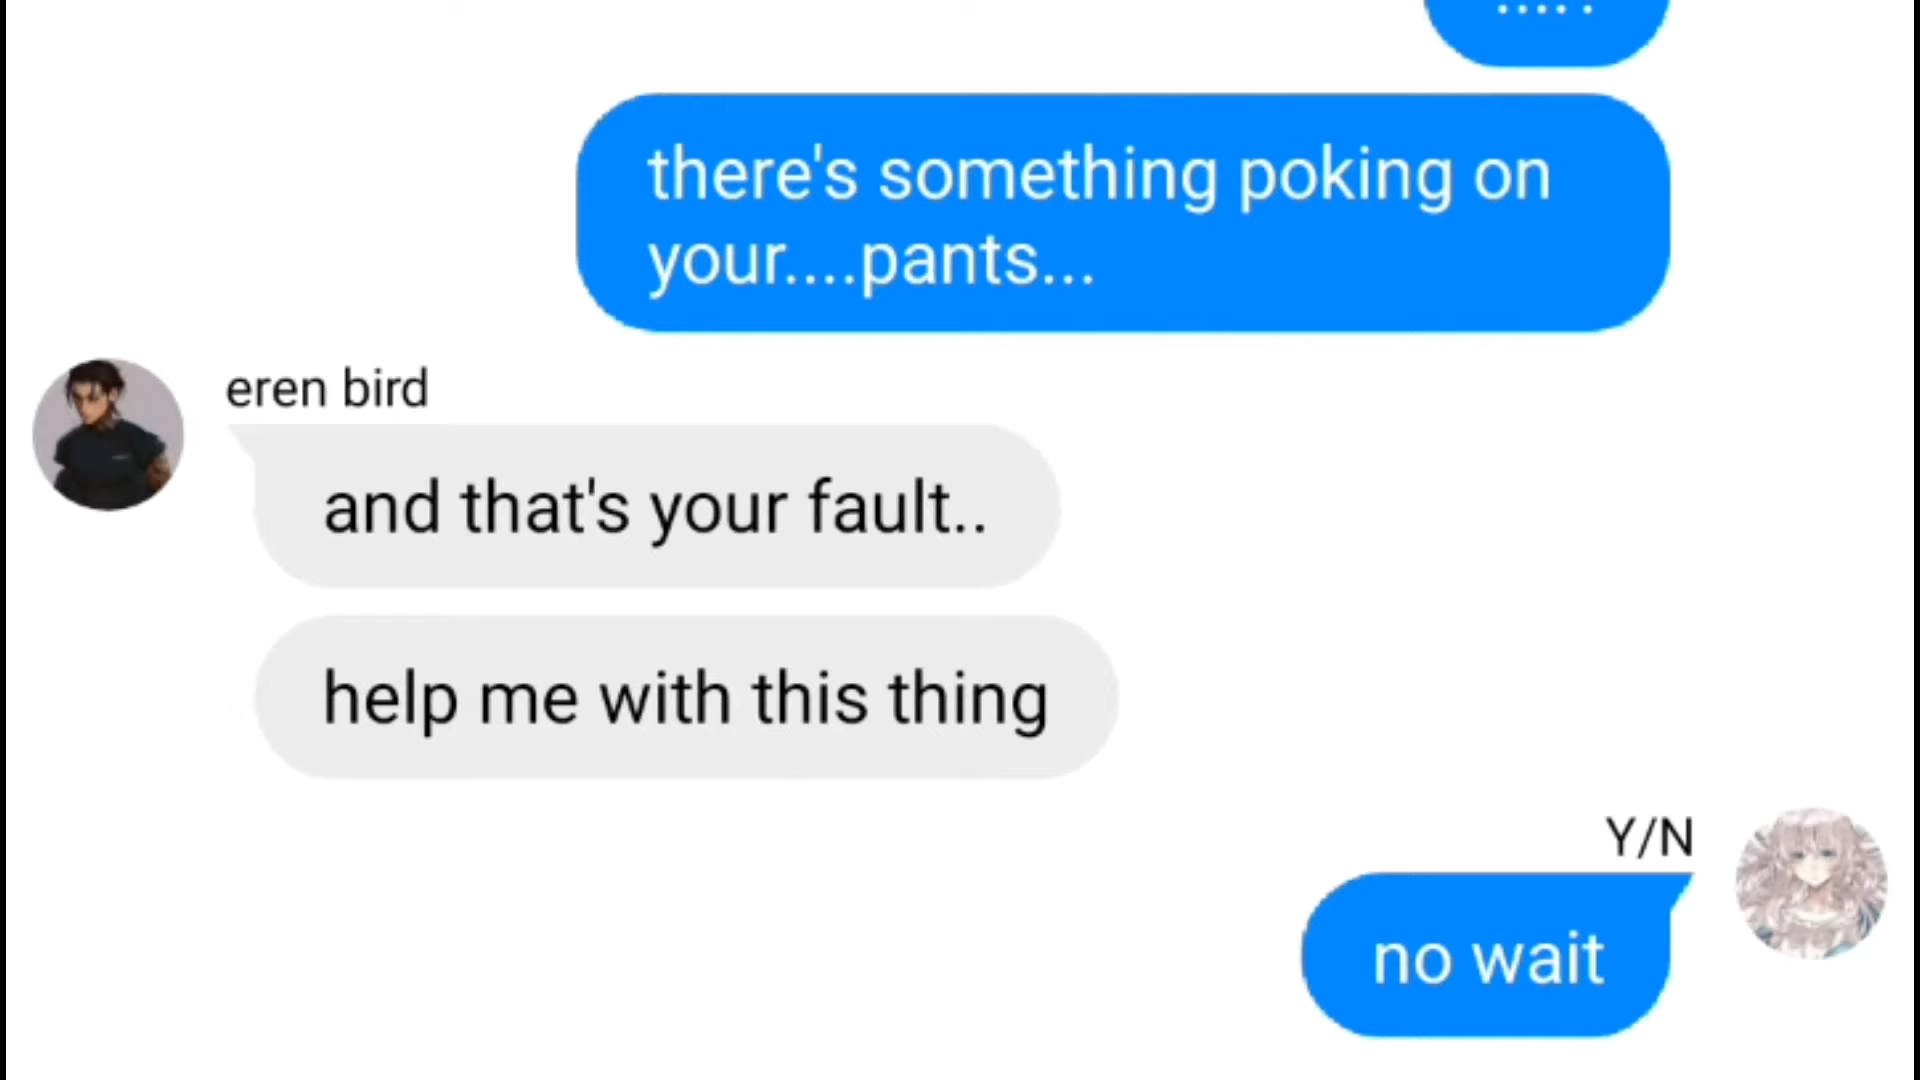 there's something poking on
your....pants...
eren bird
and that's your fault..
help me with this thing
Y/N
no wait